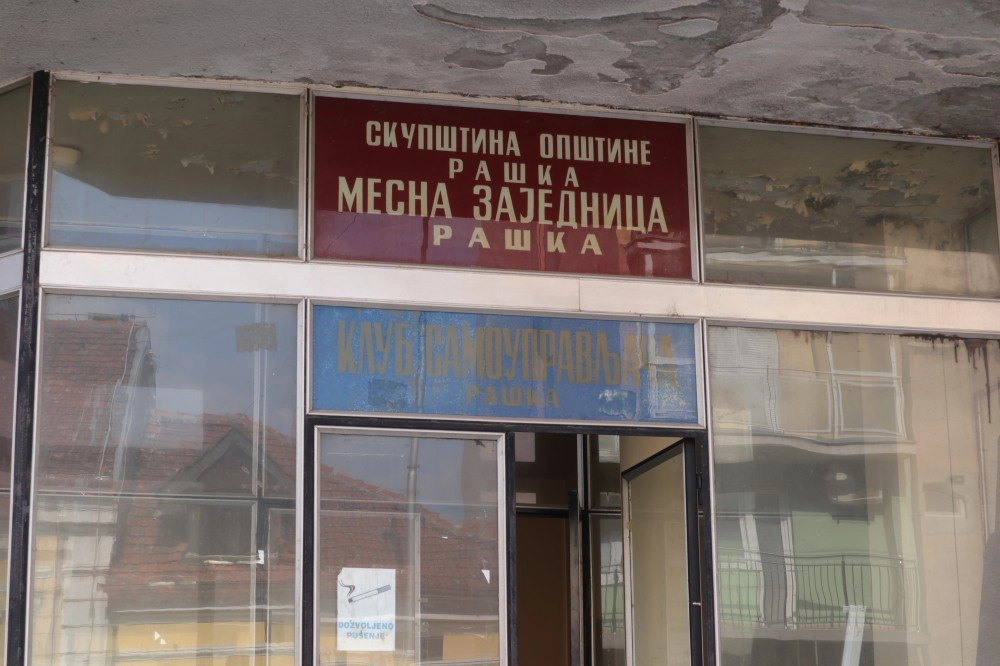 СКУПШТИНА ОПШТИНЕ
РАШКА
МЕСНА ЗАЈЕДНИЦА
РАШКА
КЛУБ САМОУПРАВЉАЧА
РАШКА
DOZVOLJENO
PUŠENJE